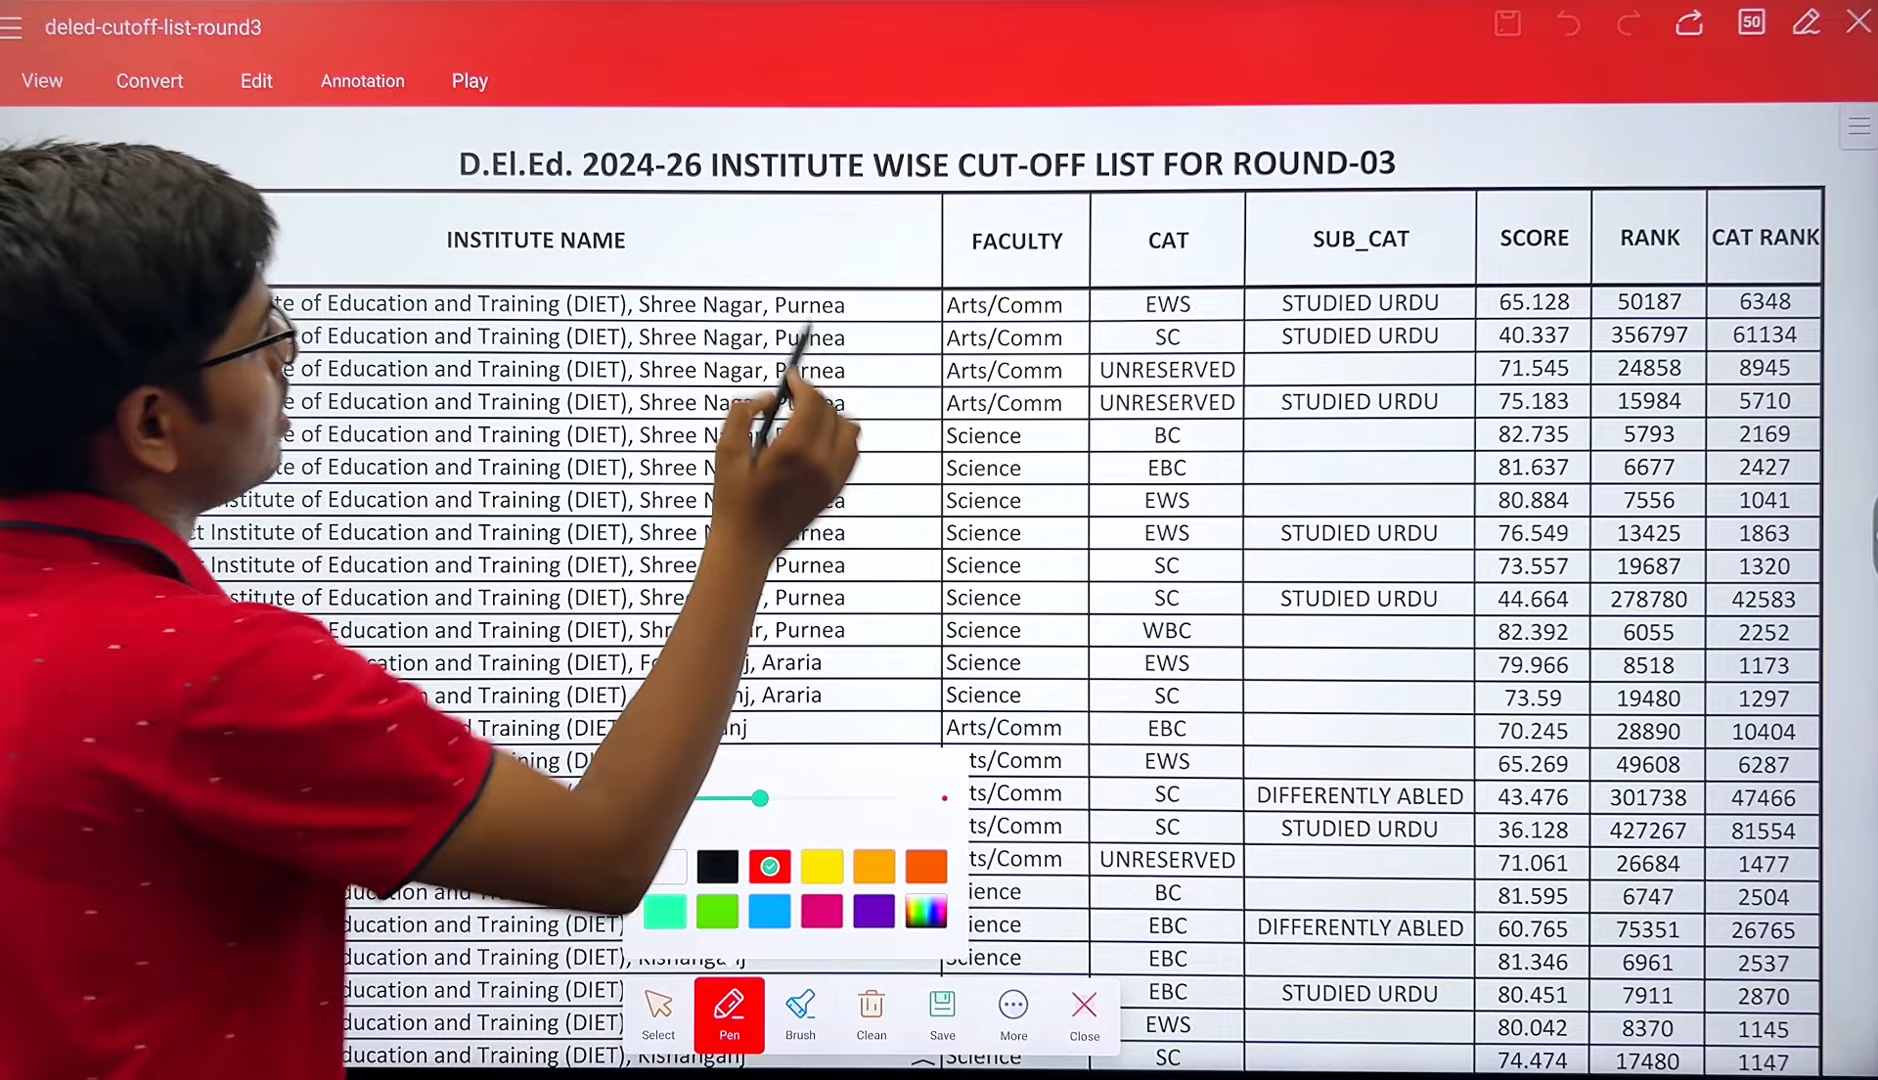 deled-cutoff-list-round3
50
View Convert Edit Annotation Play
D.El.Ed. 2024-26 INSTITUTE WISE CUT-OFF LIST FOR ROUND-03
INSTITUTE NAME FACULTY CAT SUB_CAT SCORE RANK CAT RANK
te of Education and Training (DIET), Shree Nagar, Purnea Arts/Comm EWS STUDIED URDU 65.128 50187 6348
of Education and Training (DIET), Shree Nagar, Purnea Arts/Comm SC STUDIED URDU 40.337 356797 61134
e of Education and Training (DIET), Shree Nagar, Purnea Arts/Comm UNRESERVED 71.545 24858 8945
e of Education and Training (DIET), Shree Arts/Comm UNRESERVED STUDIED URDU 75.183 15984 5710
e of Education and Training (DIET), Shree Science BC 82.735 5793 2169
te of Education and Training (DIET), Shree Science EBC 81.637 6677 2427
stitute of Education and Training (DIET), Shree Science EWS 80.884 7556 1041
ct Institute of Education and Training (DIET), Shree rnea Science EWS STUDIED URDU 76.549 13425 1863
Institute of Education and Training (DIET), Shree Purnea Science SC 73.557 19687 1320
stitute of Education and Training (DIET), Shre , Purnea Science SC STUDIED URDU 44.664 278780 42583
Education and Training (DIET), Shr r, Purnea Science WBC 82.392 6055 2252
cation and Training (DIET), F j, Araria Science EWS 79.966 8518 1173
n and Training (DIET), nj, Araria Science SC 73.59 19480 1297
d Training (DIET nj Arts/Comm EBC 70.245 28890 10404
ning (D ts/Comm EWS 65.269 49608 6287
ts/Comm SC DIFFERENTLY ABLED 43.476 301738 47466
ts/Comm SC STUDIED URDU 36.128 427267 81554
ts/Comm UNRESERVED 71.061 26684 1477
ducation and ience BC 81.595 6747 2504
ducation and Training (DIET) ience EBC DIFFERENTLY ABLED 60.765 75351 26765
ducation and Training (DIET), Kishanganj Science EBC 81.346 6961 2537
ducation and Training (DIET) EBC STUDIED URDU 80.451 7911 2870
ducation and Training (DIET) EWS 80.042 8370 1145
ducation and Training (DIET), Kishanganj Science SC 74.474 17480 1147
Select Pen Brush Clean Save More Close